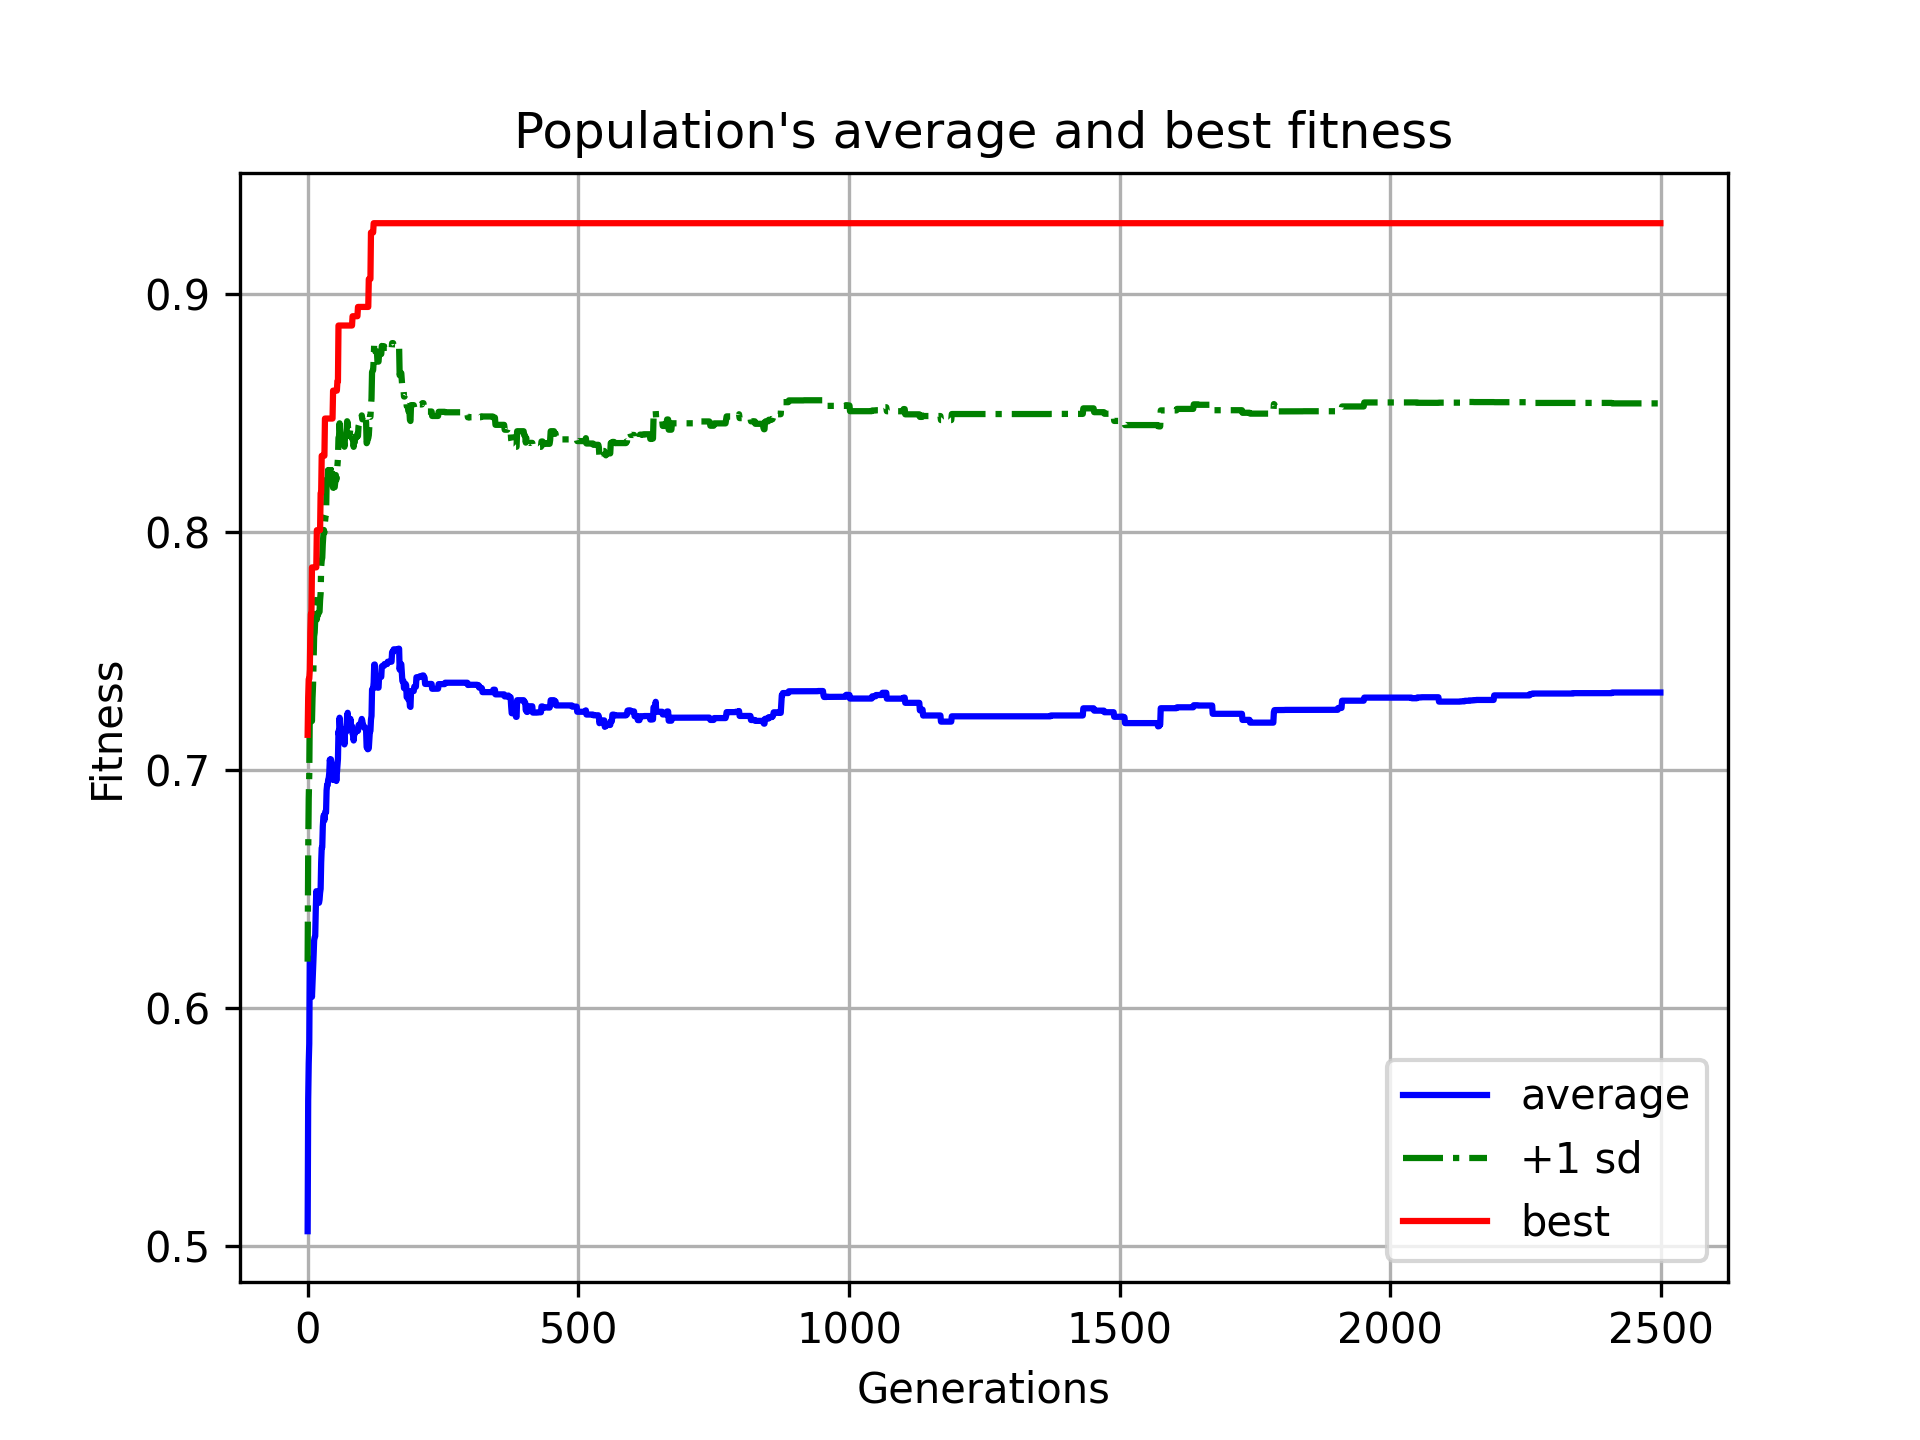 Population's average and best fitness
Fitness
0.9
0.8
0.7
0.6
0.5
0 500 1000 1500 2000 2500
Generations
average
+1 sd
best